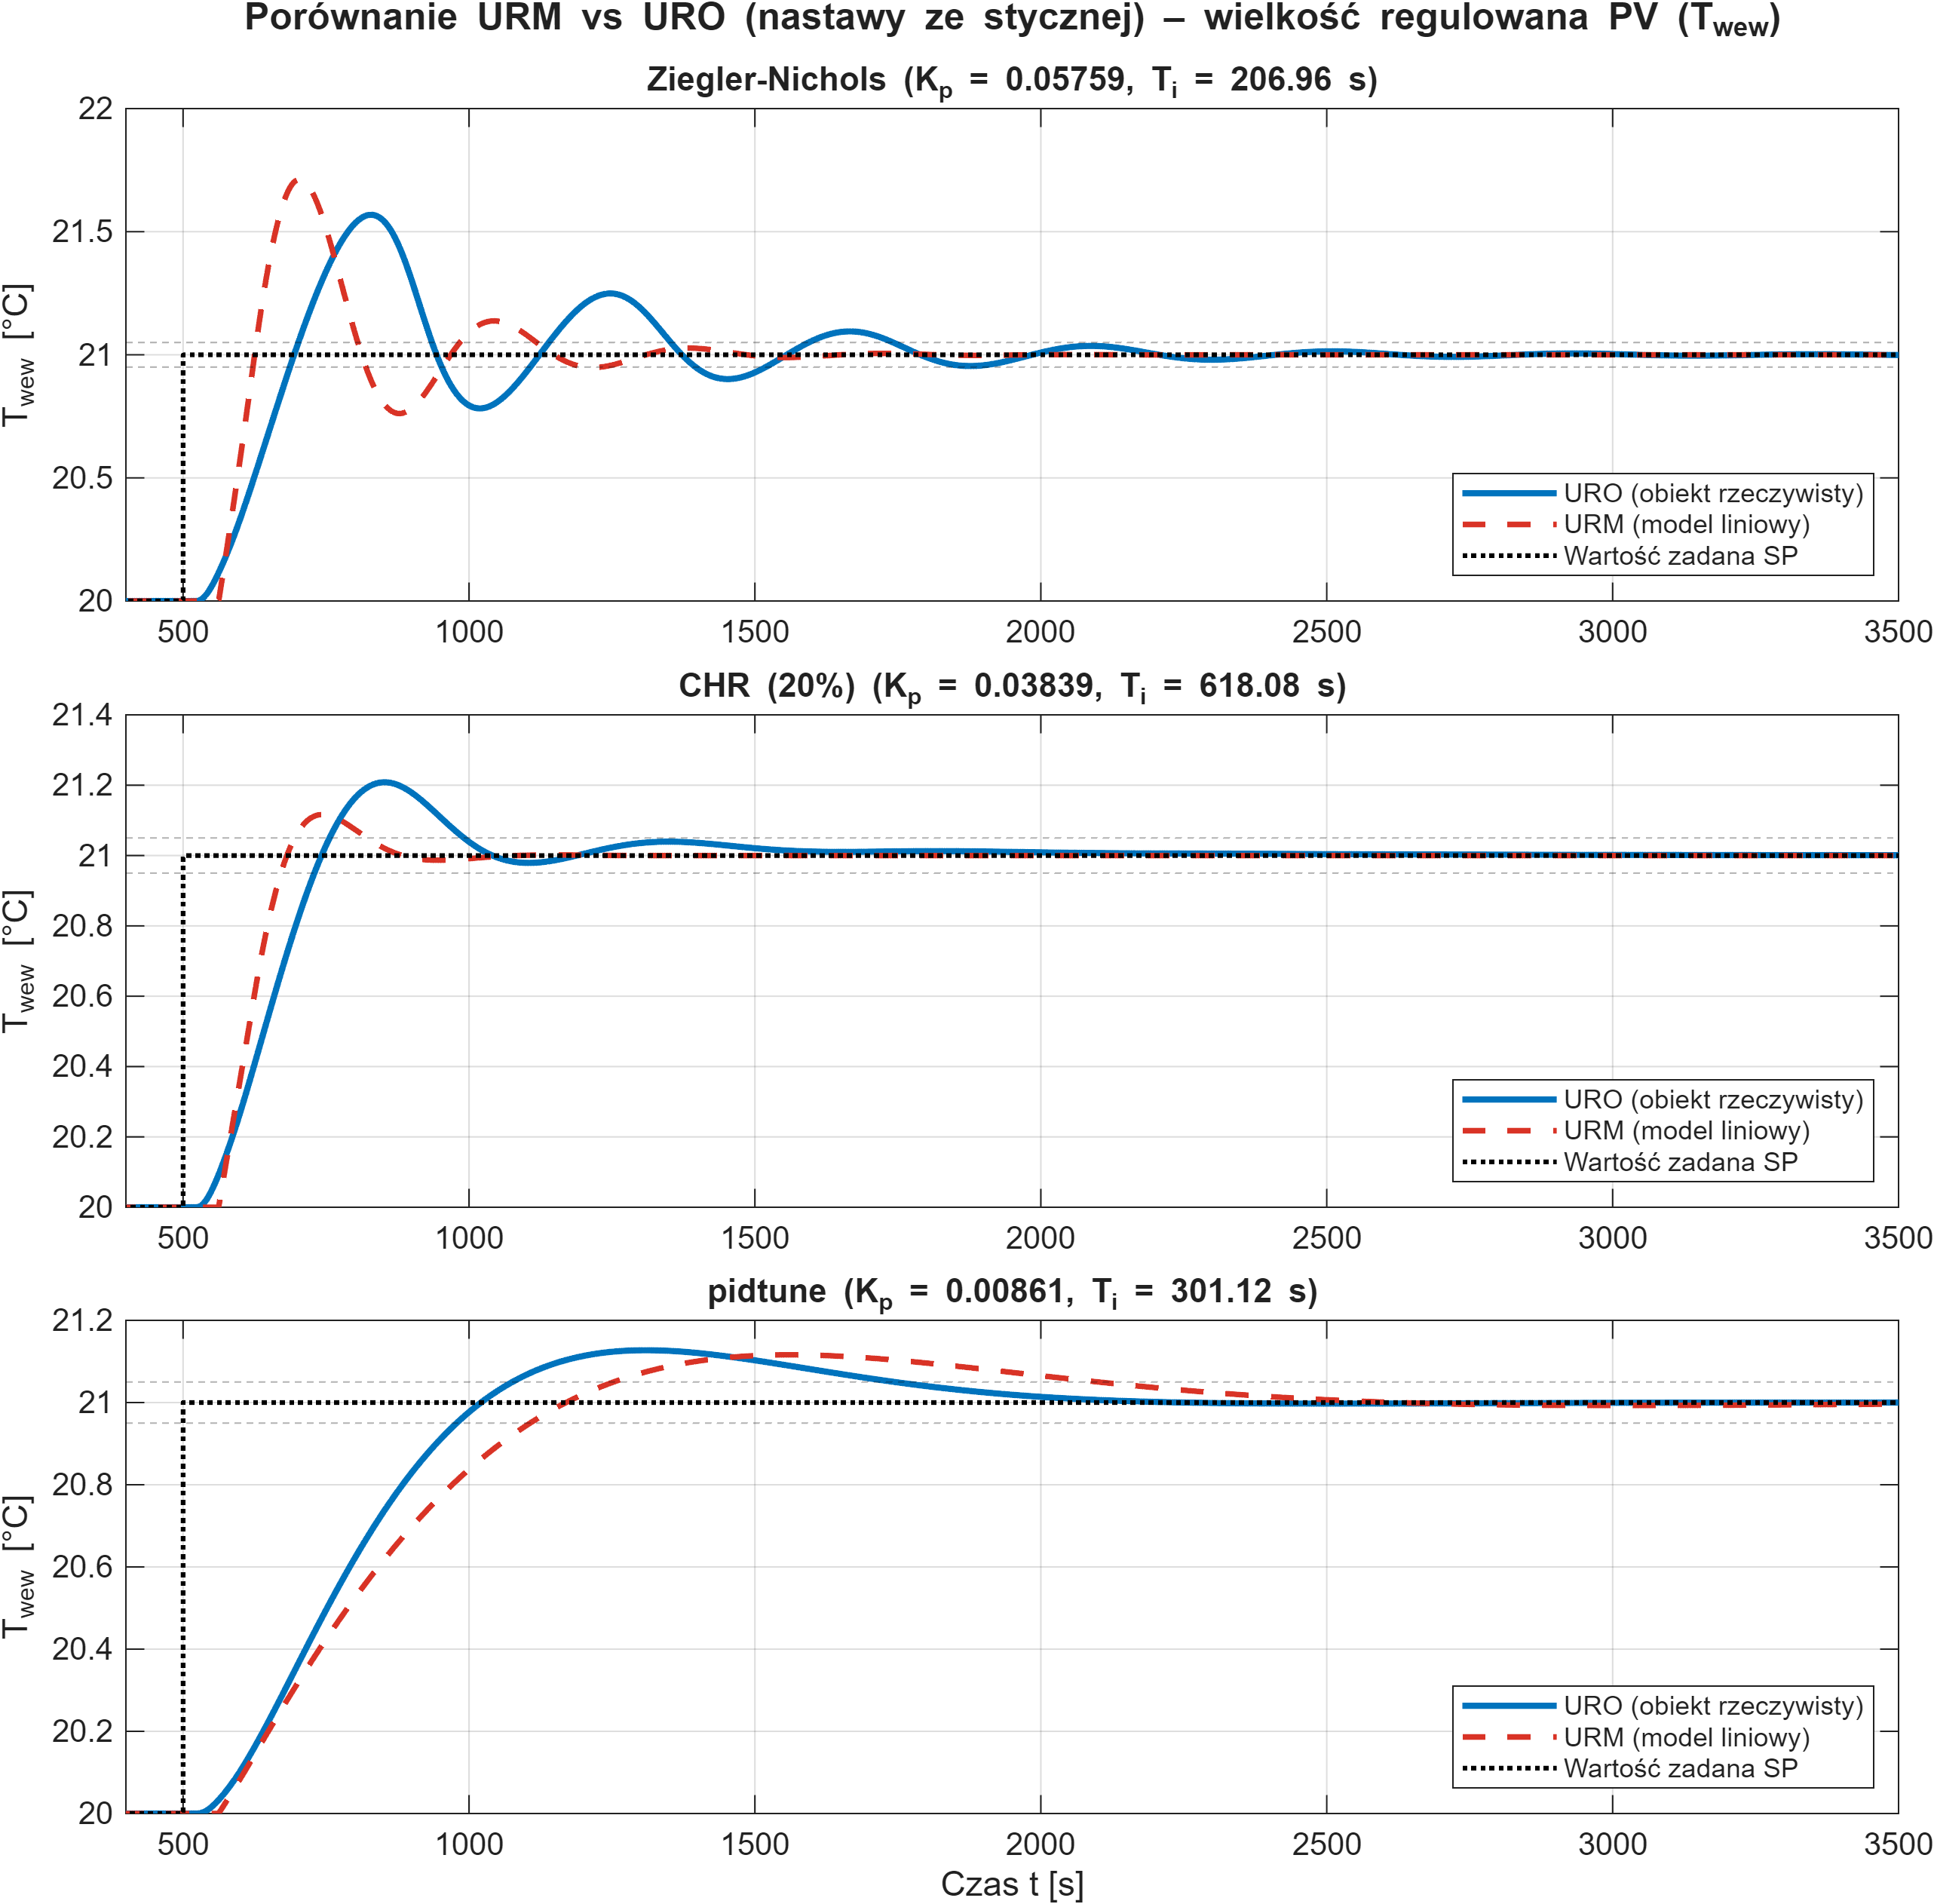 Porównanie URM vs URO (nastawy ze stycznej) – wielkość regulowana PV (Twew)
Ziegler-Nichols (Kp = 0.05759, Ti = 206.96 s)
22
21.5
21
20.5
20
Twew [°C]
500 1000 1500 2000 2500 3000 3500
URO (obiekt rzeczywisty)
URM (model liniowy)
Wartość zadana SP
CHR (20%) (Kp = 0.03839, Ti = 618.08 s)
21.4
21.2
21
20.8
20.6
20.4
20.2
20
Twew [°C]
500 1000 1500 2000 2500 3000 3500
URO (obiekt rzeczywisty)
URM (model liniowy)
Wartość zadana SP
pidtune (Kp = 0.00861, Ti = 301.12 s)
21.2
21
20.8
20.6
20.4
20.2
20
Twew [°C]
500 1000 1500 2000 2500 3000 3500
URO (obiekt rzeczywisty)
URM (model liniowy)
Wartość zadana SP
Czas t [s]